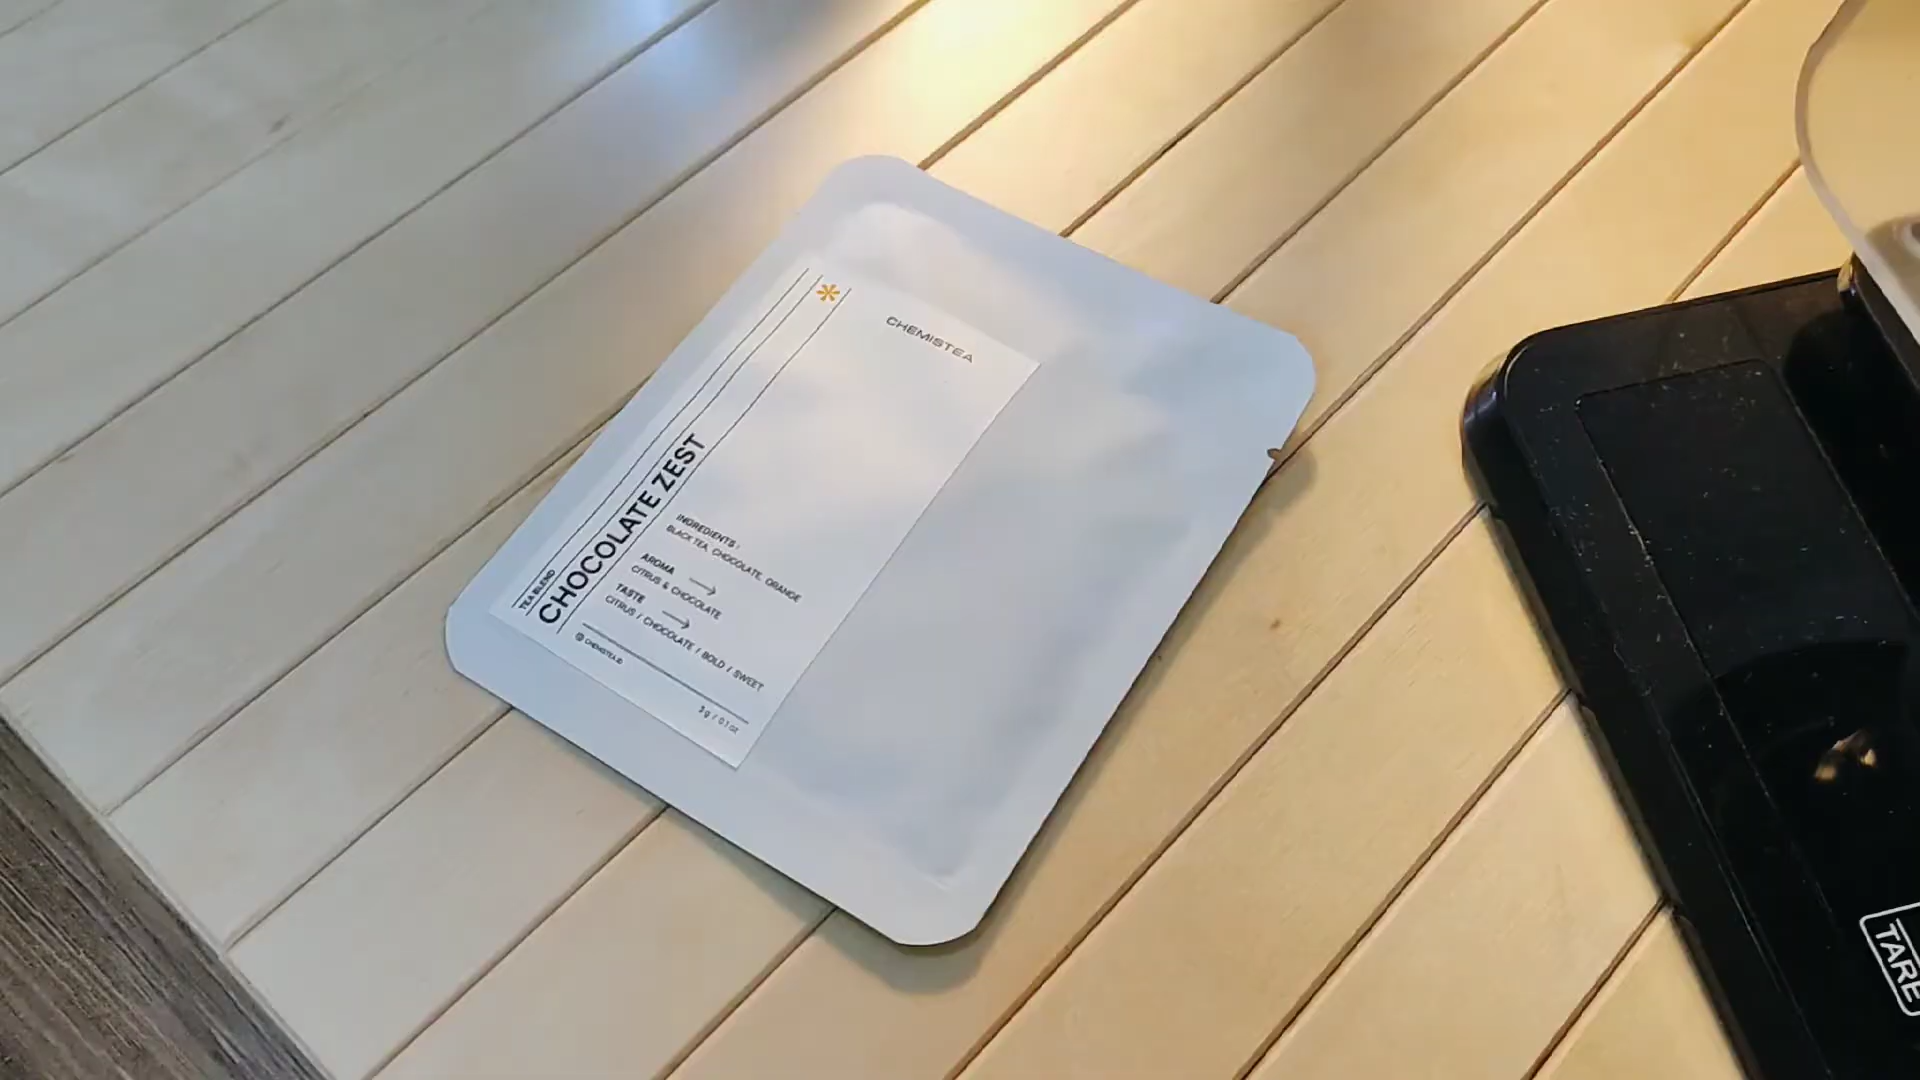 CHEMISTEA
TEA BLEND
CHOCOLATE ZEST
INGREDIENTS :
BLACK TEA, CHOCOLATE, ORANGE
AROMA
CITRUS & CHOCOLATE
TASTE
CITRUS / CHOCOLATE / BOLD / SWEET
@CHEMISTEA.ID
3 g / 0.1 oz
TARE